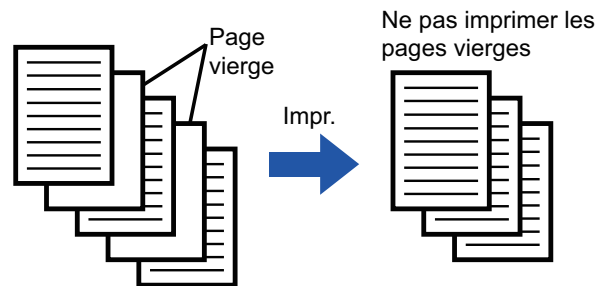 Page
vierge
Impr.
Ne pas imprimer les
pages vierges